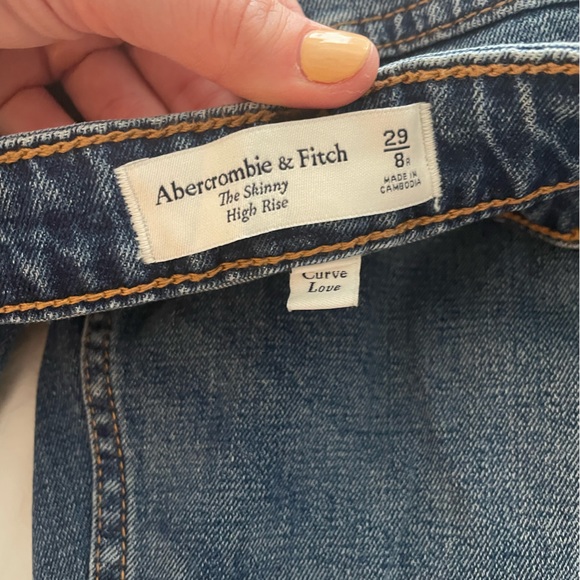 Abercrombie & Fitch
The Skinny
High Rise
29
8R
MADE IN
CAMBODIA
Curve
Love